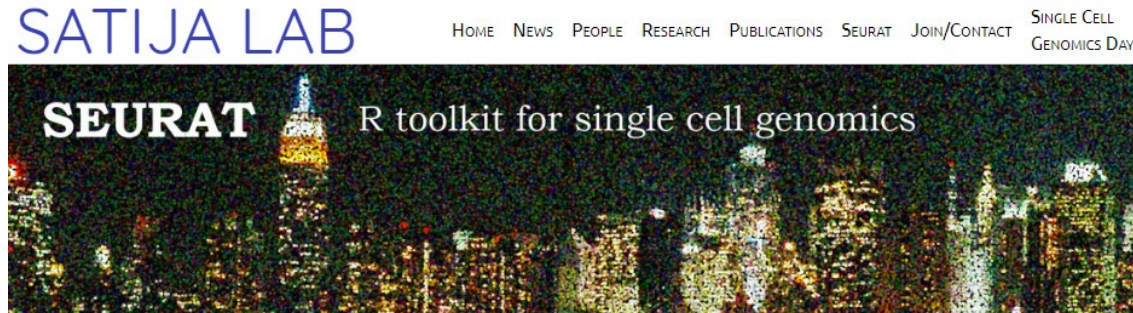 SATIJA LAB
Home News People Research Publications Seurat Join/Contact Single Cell
Genomics Day
SEURAT R toolkit for single cell genomics